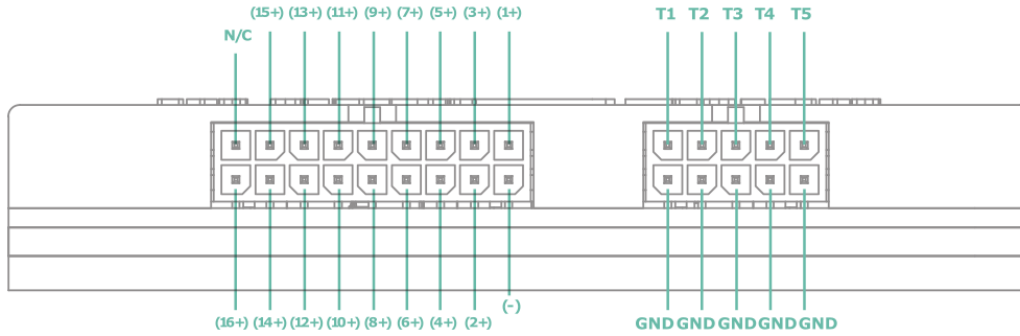 (15+) (13+) (11+) (9+) (7+) (5+) (3+) (1+) T1 T2 T3 T4 T5
N/C
(-)
(16+) (14+) (12+) (10+) (8+) (6+) (4+) (2+) GND GND GND GND GND